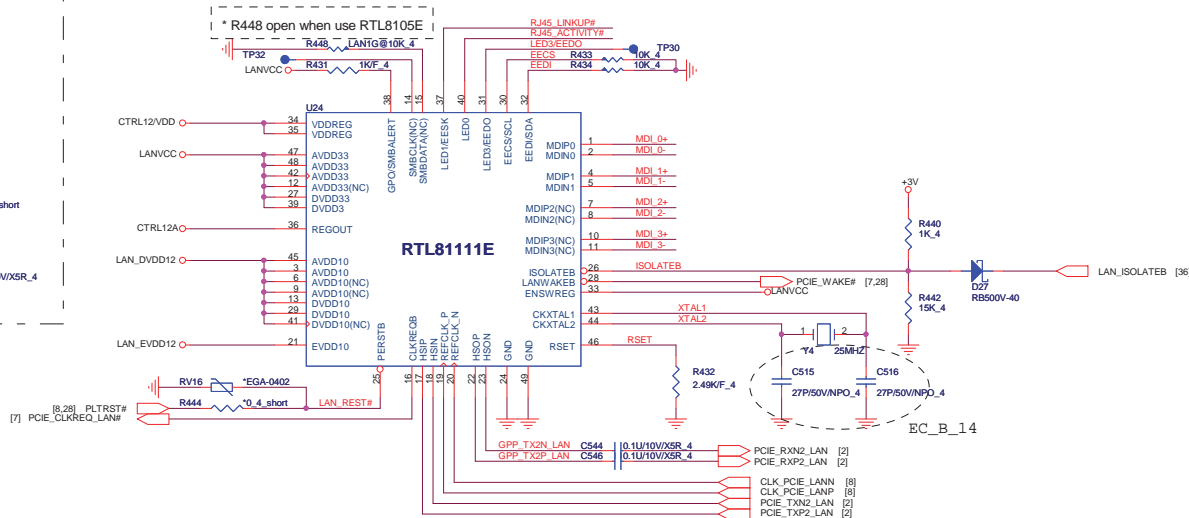 * R448 open when use RTL8105E
RJ45_LINKUP#
RJ45_ACTIVITY#
LED3/EEDO
TP30
R448 LAN1G@10K_4
TP32
EECS R433 10K_4
EEDI R434 10K_4
LANVCC R431 1K/F_4
38 14 15 37 40 31 30 32
U24
GPO/SMBALERT
SMBCLK(NC)
SMBDATA(NC)
LED1/EESK
LED0
LED3/EEDO
EECS/SCL
EEDI/SDA
CTRL12/VDD 34 VDDREG
35 VDDREG
LANVCC 47 AVDD33
48 AVDD33
42 AVDD33
12 AVDD33(NC)
27 DVDD33
39 DVDD3
CTRL12A 36 REGOUT
LAN_DVDD12 45 AVDD10
3 AVDD10
6 AVDD10(NC)
9 AVDD10(NC)
13 DVDD10
29 DVDD10
41 DVDD10(NC)
LAN_EVDD12 21 EVDD10
RTL81111E
MDIP0 1 MDI_0+
MDIN0 2 MDI_0-
MDIP1 4 MDI_1+
MDIN1 5 MDI_1-
MDIP2(NC) 7 MDI_2+
MDIN2(NC) 8 MDI_2-
MDIP3(NC) 10 MDI_3+
MDIN3(NC) 11 MDI_3-
ISOLATEB 26 ISOLATEB
LANWAKEB 28 PCIE_WAKE# [7,28]
ENSWREG 33 LANVCC
CKXTAL1 43 XTAL1
CKXTAL2 44 XTAL2
RSET 46 RSET
+3V
R440
1K_4
R442
15K_4
D27
RB500V-40
LAN_ISOLATEB [36]
1 2
Y4 25MHZ
C515
27P/50V/NPO_4
C516
27P/50V/NPO_4
EC_B_14
R432
2.49K/F_4
PERSTB
CLKREQB
HSIP
HSIN
REFCLK_P
REFCLK_N
HSOP
HSON
GND
GND
25 16 17 18 19 20 22 23 24 49
short
V/X5R_4
RV16 *EGA-0402
[8,28] PLTRST# R444 *0_4_short LAN_REST#
[7] PCIE_CLKREQ_LAN#
GPP_TX2N_LAN C544 0.1U/10V/X5R_4 PCIE_RXN2_LAN [2]
GPP_TX2P_LAN C546 0.1U/10V/X5R_4 PCIE_RXP2_LAN [2]
CLK_PCIE_LANN [8]
CLK_PCIE_LANP [8]
PCIE_TXN2_LAN [2]
PCIE_TXP2_LAN [2]